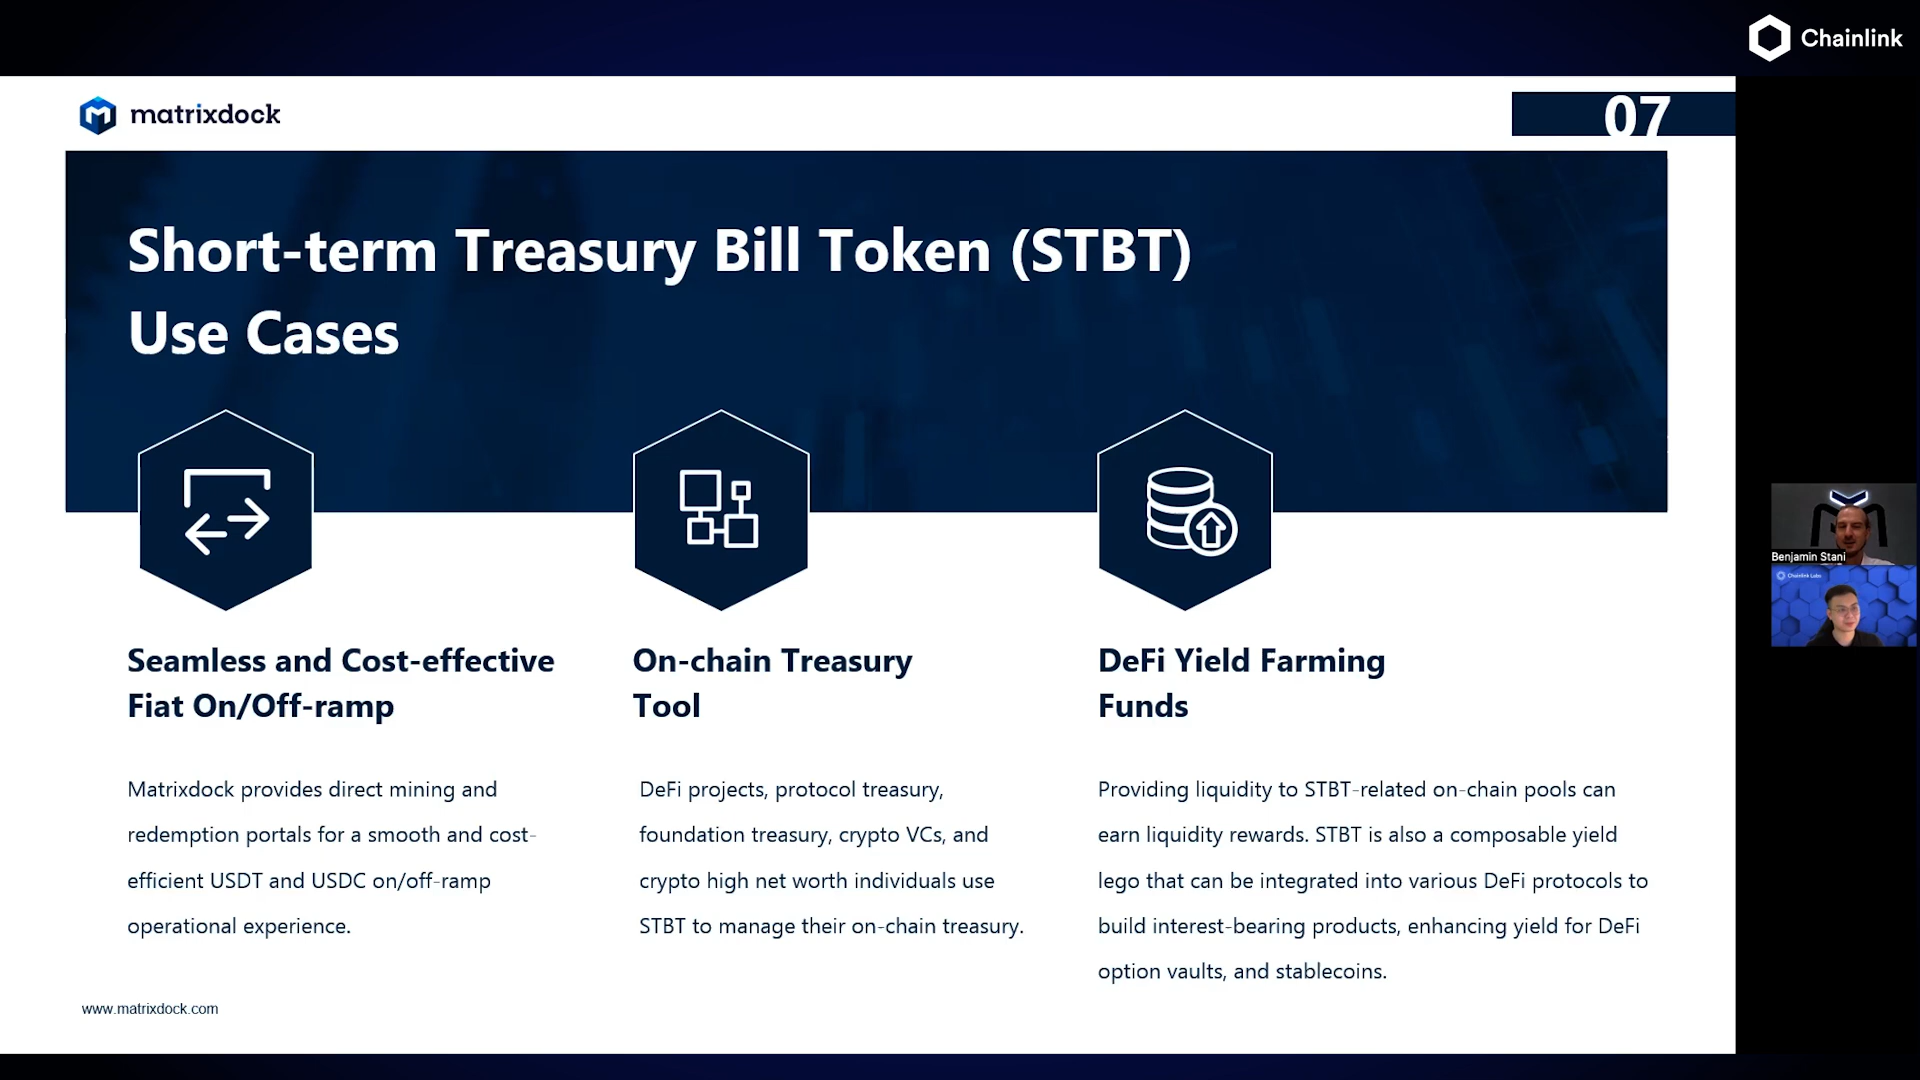 Chainlink
matrixdock
07
Short-term Treasury Bill Token (STBT)
Use Cases
Seamless and Cost-effective
Fiat On/Off-ramp
Matrixdock provides direct mining and
redemption portals for a smooth and cost-
efficient USDT and USDC on/off-ramp
operational experience.
On-chain Treasury
Tool
DeFi projects, protocol treasury,
foundation treasury, crypto VCs, and
crypto high net worth individuals use
STBT to manage their on-chain treasury.
DeFi Yield Farming
Funds
Providing liquidity to STBT-related on-chain pools can
earn liquidity rewards. STBT is also a composable yield
lego that can be integrated into various DeFi protocols to
build interest-bearing products, enhancing yield for DeFi
option vaults, and stablecoins.
www.matrixdock.com
Benjamin Stani
Chainlink Labs